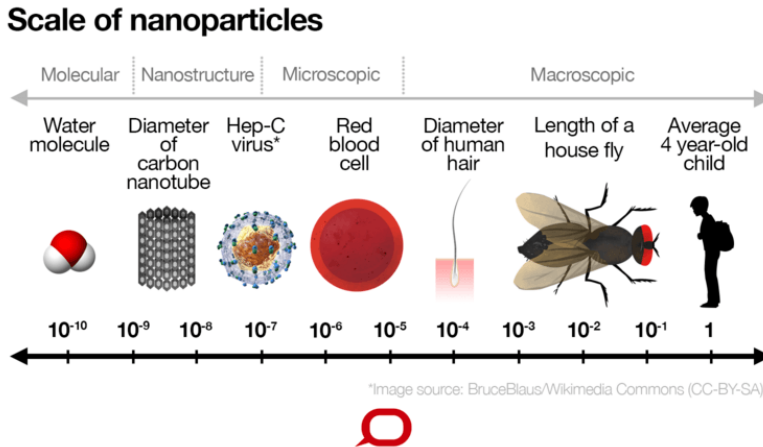 Scale of nanoparticles
Molecular Nanostructure Microscopic Macroscopic
Water
molecule
Diameter of
carbon
nanotube
Hep-C
virus*
Red
blood
cell
Diameter
of human
hair
Length of a
house fly
Average
4 year-old
child
10⁻¹⁰ 10⁻⁹ 10⁻⁸ 10⁻⁷ 10⁻⁶ 10⁻⁵ 10⁻⁴ 10⁻³ 10⁻² 10⁻¹ 1
*Image source: BruceBlaus/Wikimedia Commons (CC-BY-SA)